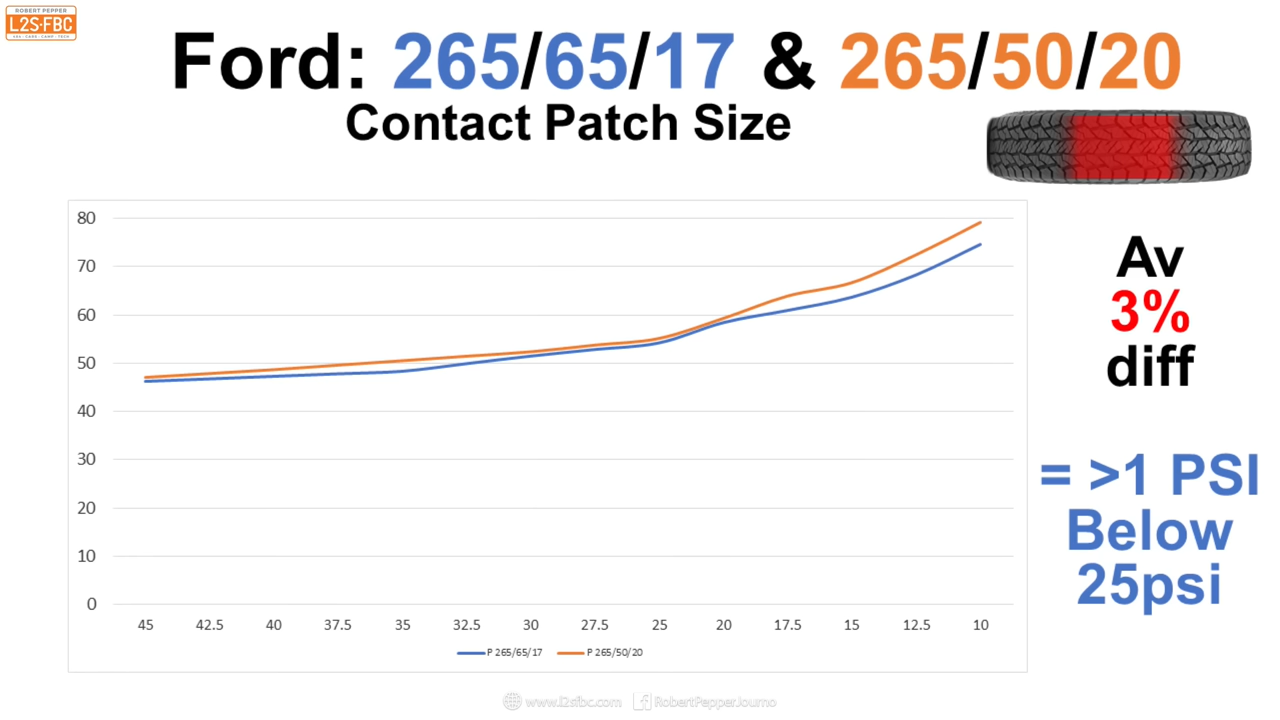 ROBERT PEPPER
L2S·FBC
Ford: 265/65/17 & 265/50/20
Contact Patch Size
80
70
60
50
40
30
20
10
0
45 42.5 40 37.5 35 32.5 30 27.5 25 20 17.5 15 12.5 10
P 265/65/17 P 265/50/20
Av
3%
diff
= >1 PSI
Below
25psi
www.l2sfbc.com RobertPepperJourno